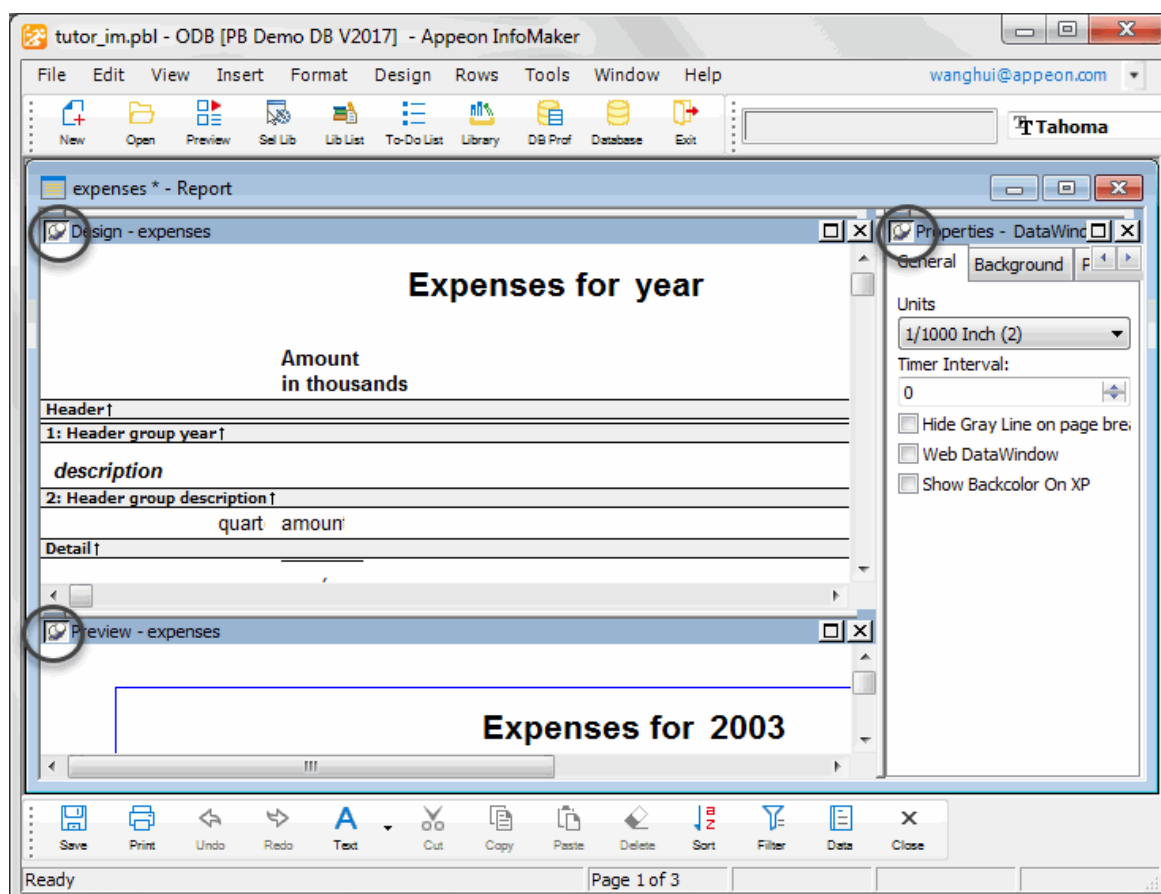 tutor_im.pbl - ODB [PB Demo DB V2017] - Appeon InfoMaker
File Edit View Insert Format Design Rows Tools Window Help wanghui@appeon.com
New Open Preview Sel Lib Lib List To-Do List Library DB Prof Database Exit Tahoma
expenses * - Report
Design - expenses
Properties - DataWind
General Background
Expenses for year
Units
1/1000 Inch (2)
Amount
in thousands
Timer Interval:
0
Header↑
Hide Gray Line on page brea
1: Header group year↑
Web DataWindow
description
Show Backcolor On XP
2: Header group description↑
quart amoun
Detail↑
Preview - expenses
Expenses for 2003
Save Print Undo Redo Text Cut Copy Paste Delete Sort Filter Data Close
Ready Page 1 of 3